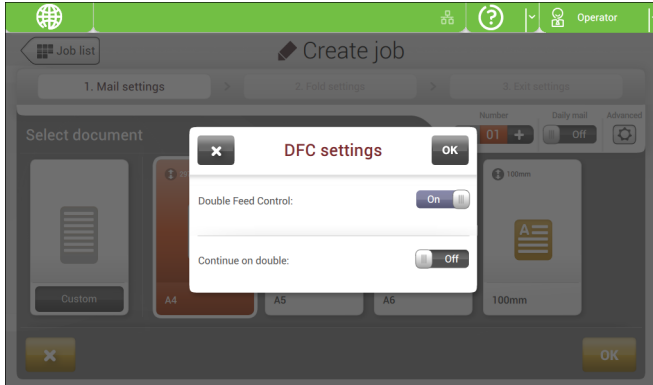 Operator
Job list
Create job
1. Mail settings
>
2. Fold settings
>
3. Exit settings
Number
Daily mail
Advanced
Select document
01 +
Off
DFC settings
OK
100mm
Double Feed Control:
On
Continue on double:
Off
Custom
A4
A5
A6
100mm
OK